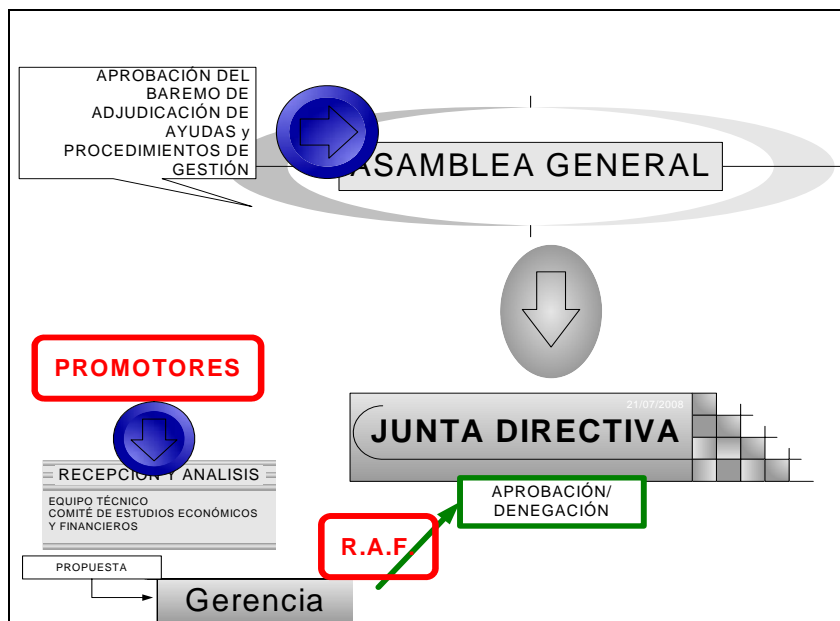 APROBACIÓN DEL
BAREMO DE
ADJUDICACIÓN DE
AYUDAS y
PROCEDIMIENTOS DE
GESTIÓN
ASAMBLEA GENERAL
PROMOTORES
21/07/2008
JUNTA DIRECTIVA
RECEPCION Y ANALISIS
EQUIPO TÉCNICO
COMITÉ DE ESTUDIOS ECONÓMICOS
Y FINANCIEROS
APROBACIÓN/
DENEGACIÓN
R.A.F.
PROPUESTA
Gerencia